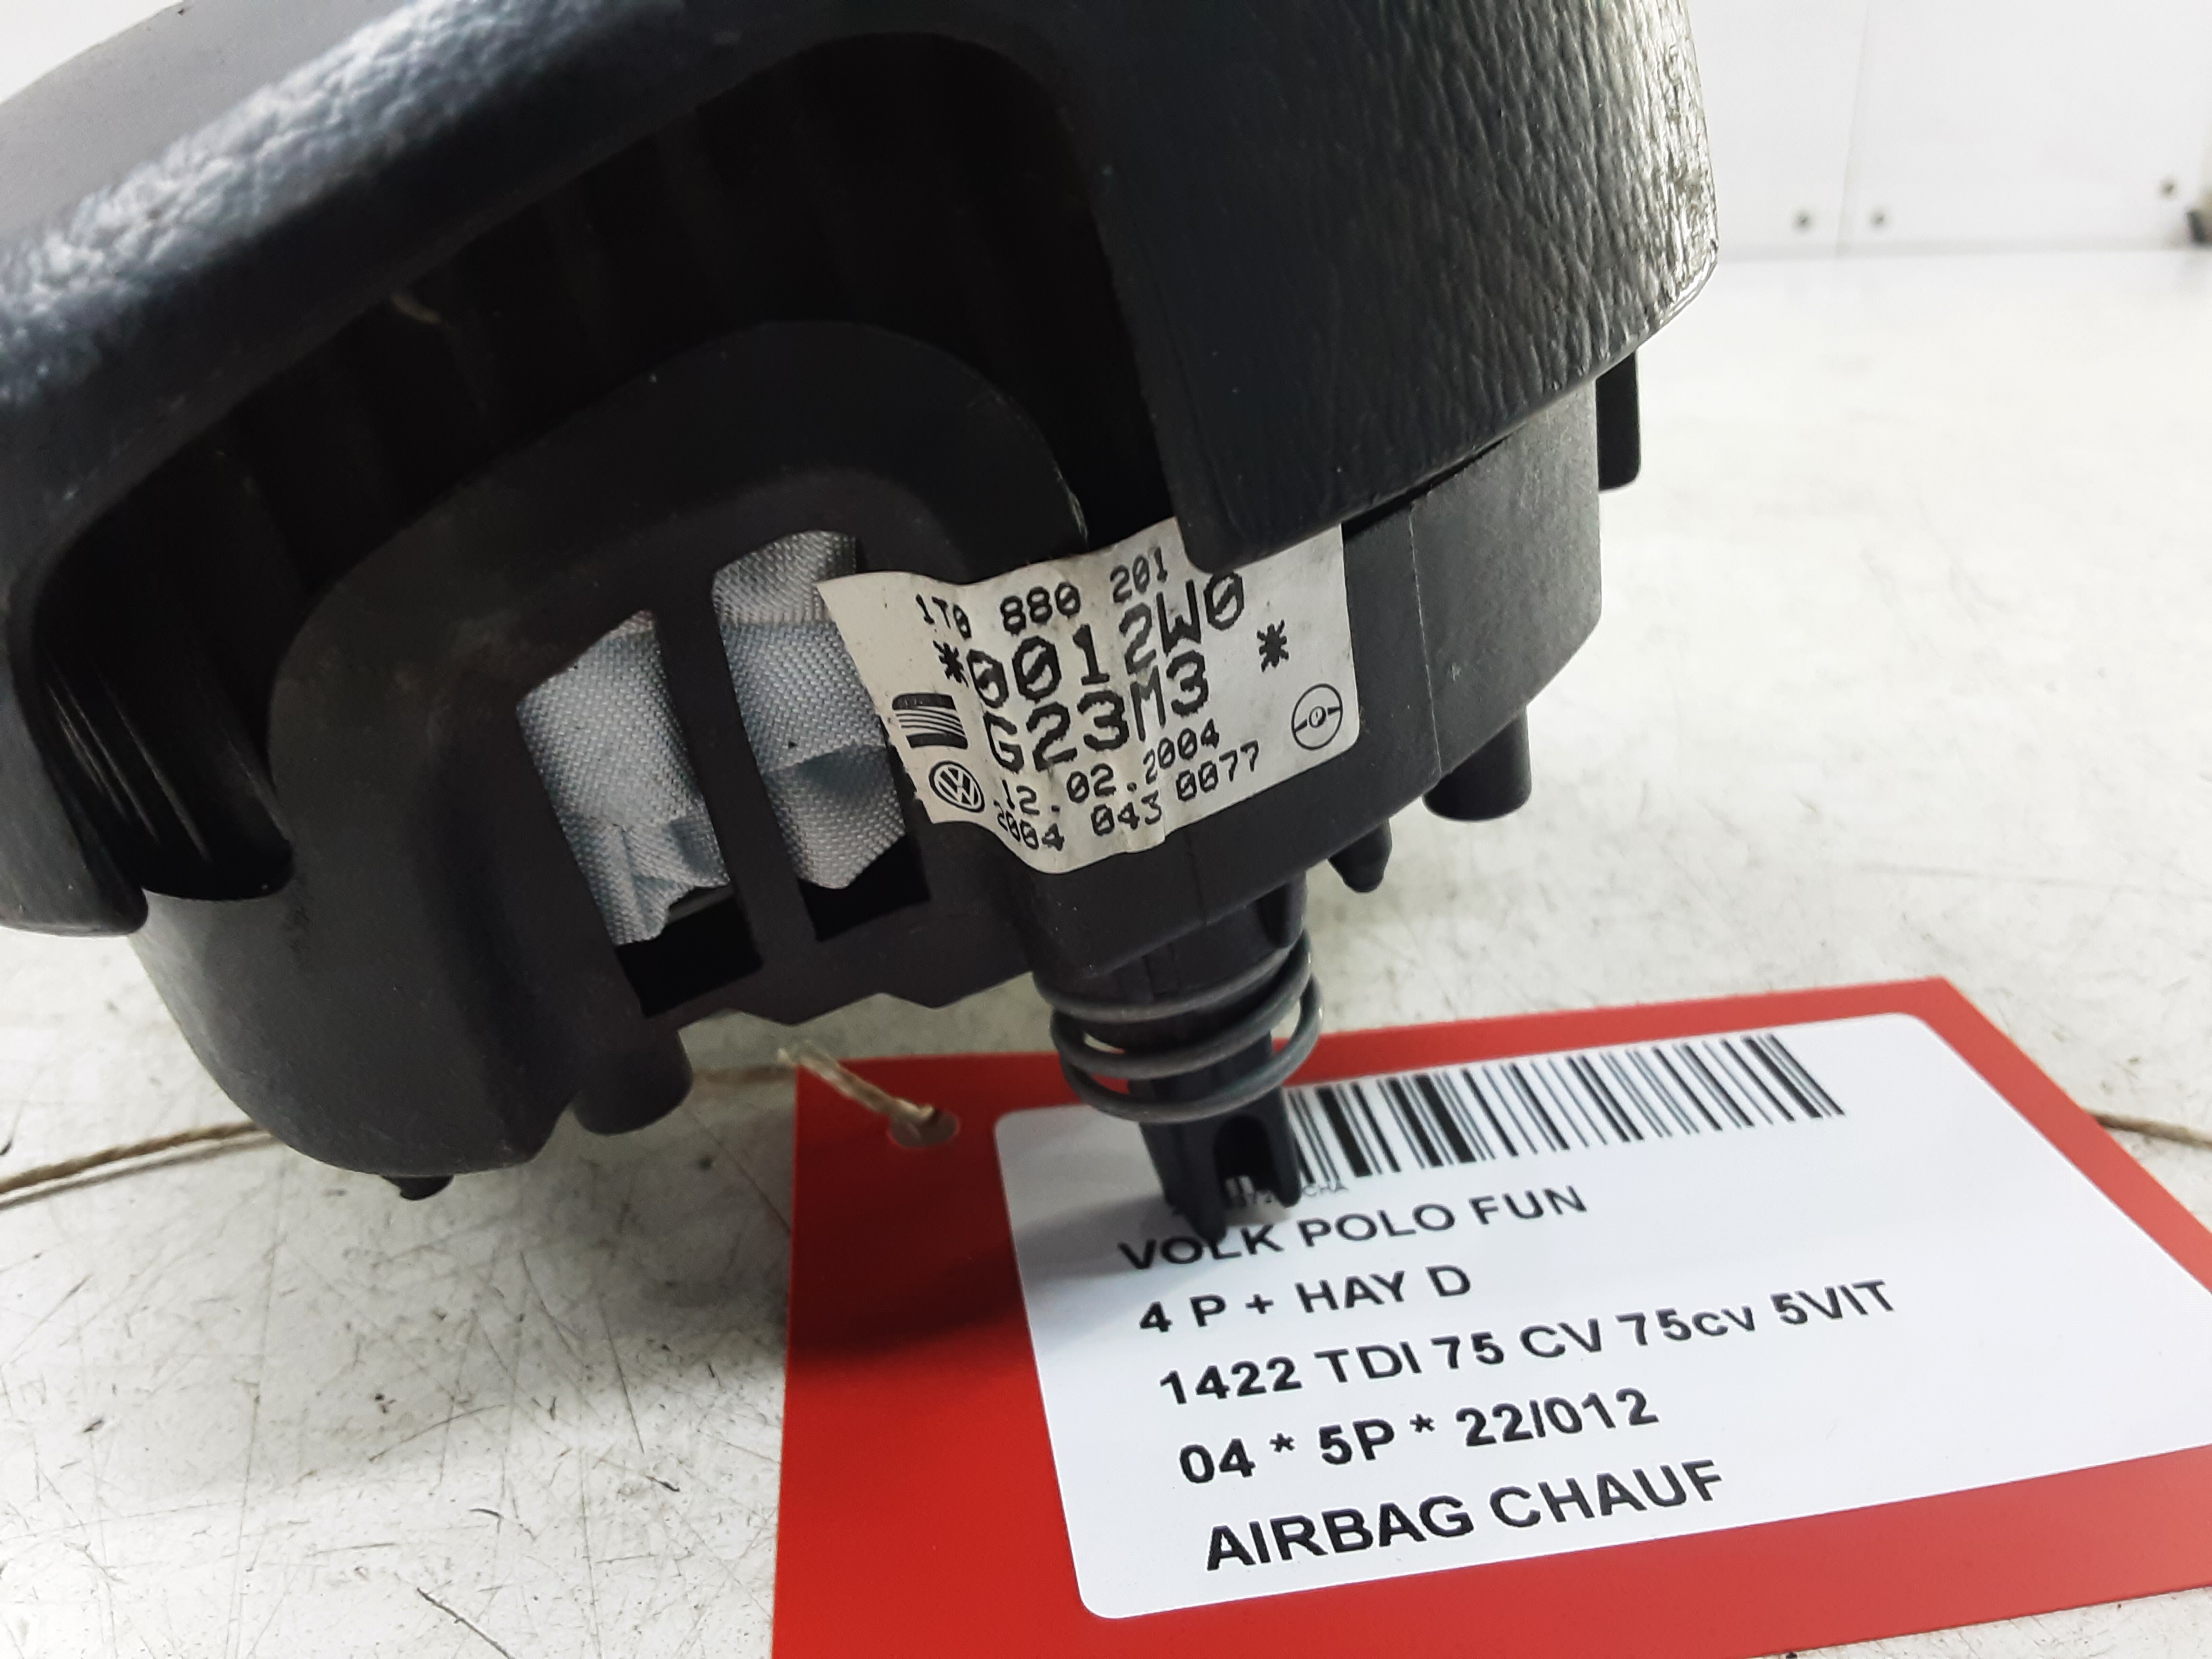 1T0 880 201
*0012W0
G23M3 *
12.02.2004
2004 043 0077
VOLK POLO FUN
4 P + HAY D
1422 TDI 75 CV 75cv 5VIT
04 * 5P * 22/012
AIRBAG CHAUF